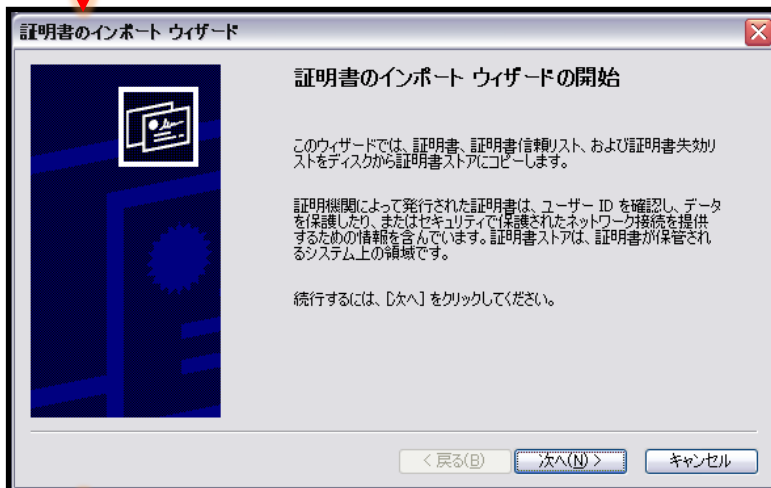 証明書のインポート ウィザード
証明書のインポート ウィザードの開始
このウィザードでは、証明書、証明書信頼リスト、および証明書失効リ
ストをディスクから証明書ストアにコピーします。
証明機関によって発行された証明書は、ユーザー ID を確認し、データ
を保護したり、またはセキュリティで保護されたネットワーク接続を提供
するための情報を含んでいます。証明書ストアは、証明書が保管され
るシステム上の領域です。
続行するには、[次へ] をクリックしてください。
< 戻る(B) 次へ(N) > キャンセル